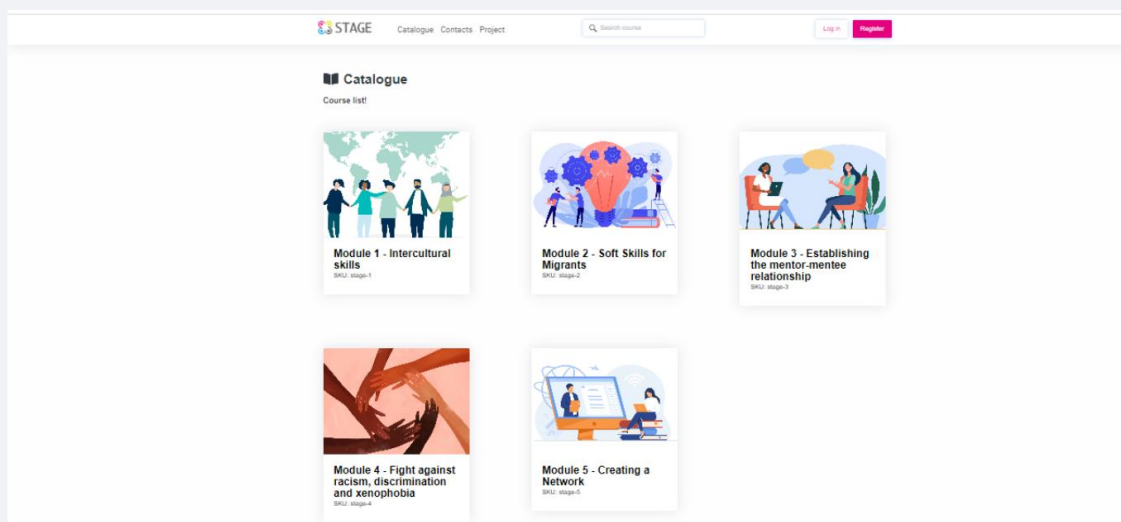 STAGE
Catalogue Contacts Project
Search course
Log in
Register
Catalogue
Course list!
Module 1 - Intercultural
skills
SKU: stage-1
Module 2 - Soft Skills for
Migrants
SKU: stage-2
Module 3 - Establishing
the mentor-mentee
relationship
SKU: stage-3
Module 4 - Fight against
racism, discrimination
and xenophobia
SKU: stage-4
Module 5 - Creating a
Network
SKU: stage-5